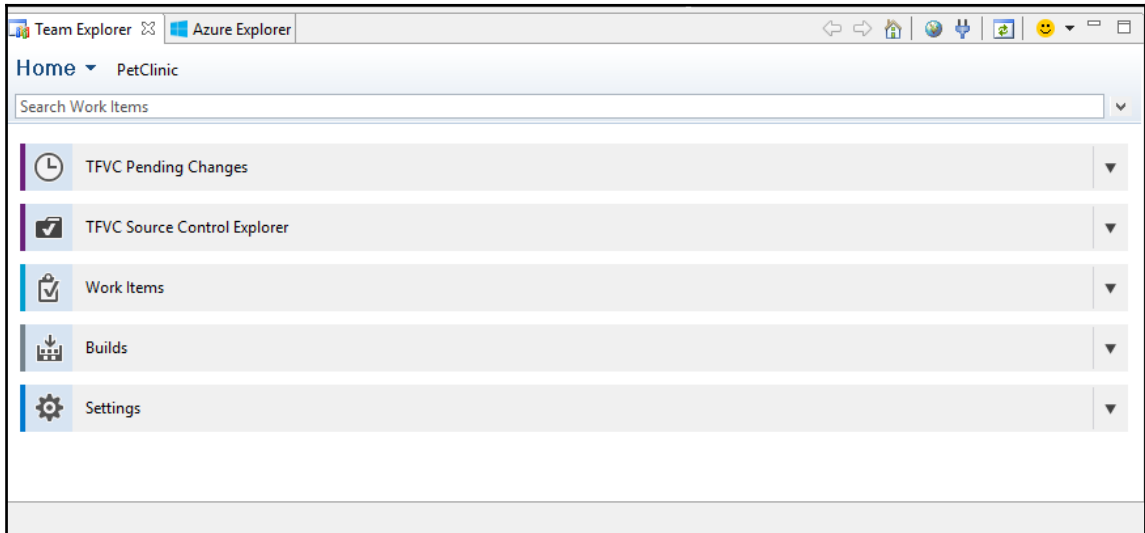 Team Explorer Azure Explorer
Home PetClinic
Search Work Items
TFVC Pending Changes
TFVC Source Control Explorer
Work Items
Builds
Settings